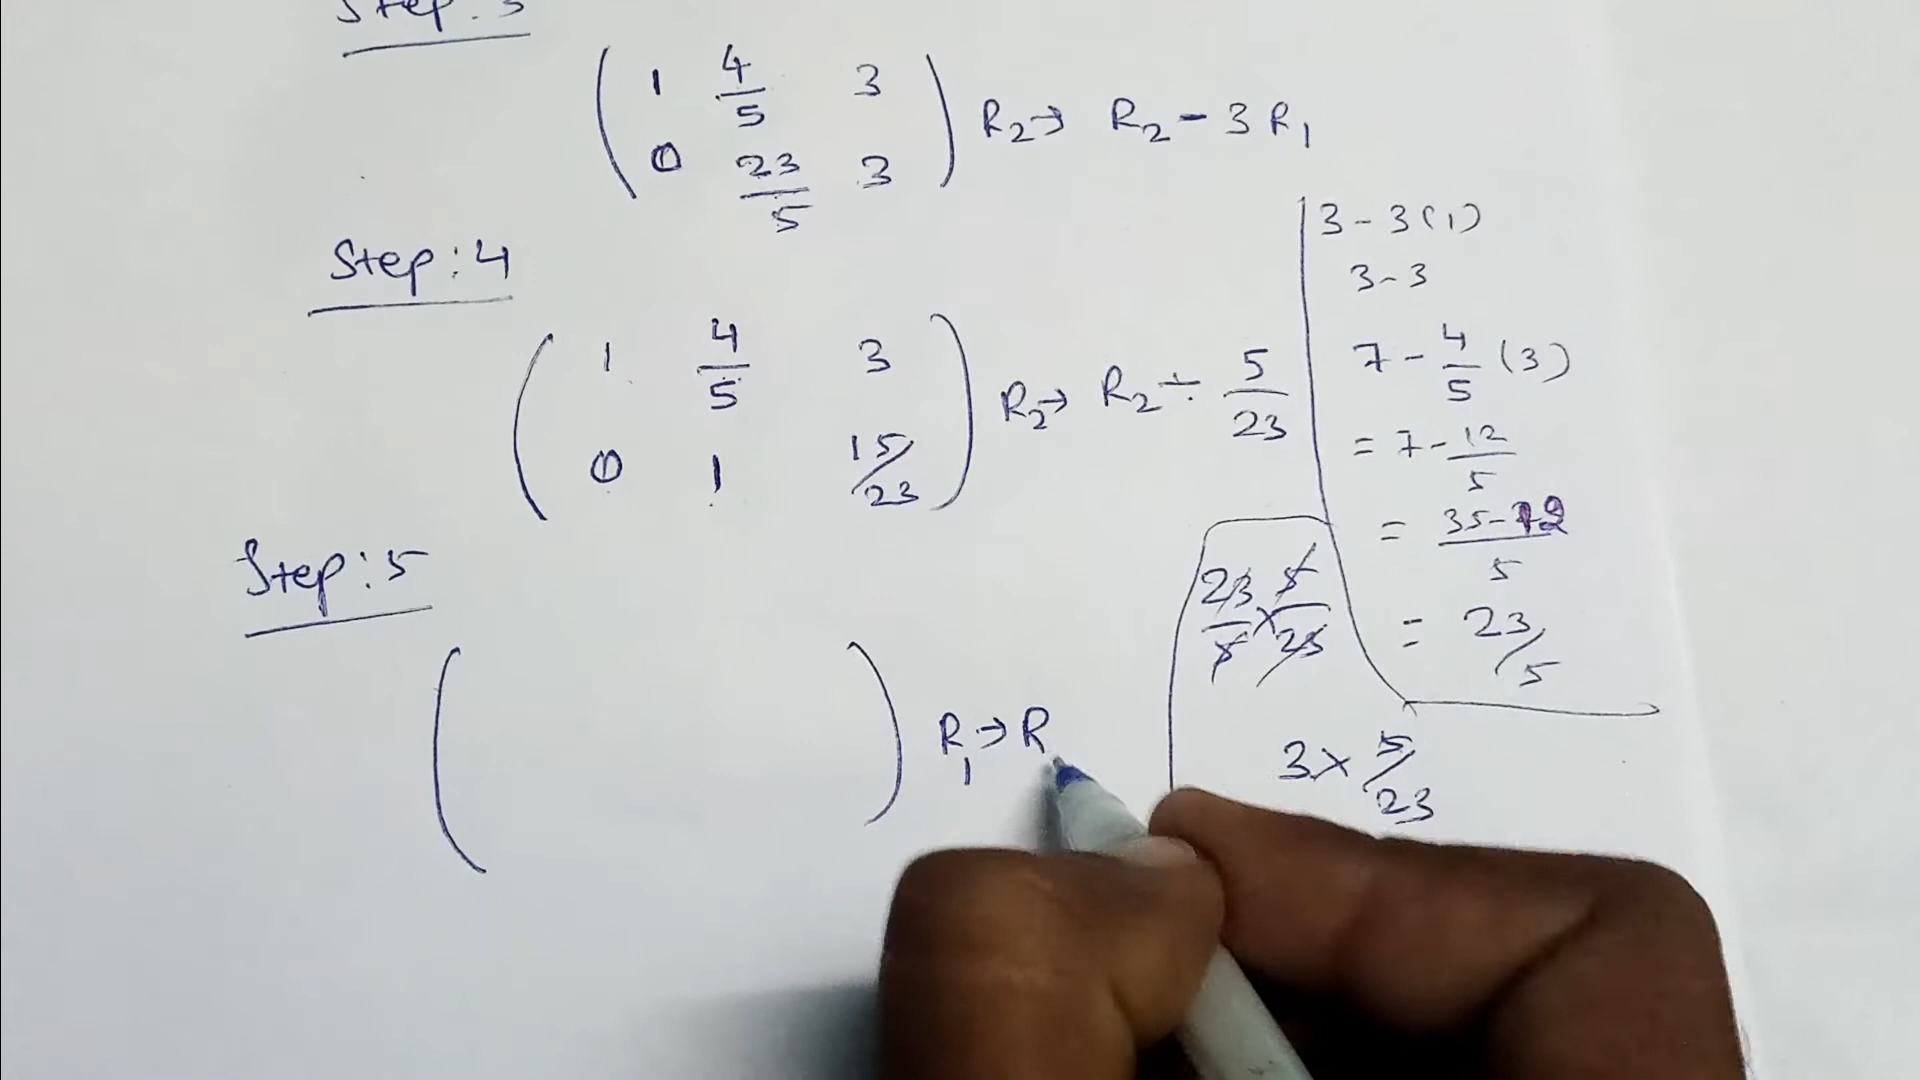 Step : 3
1 4/5 3 R2→ R2 - 3R1
0 23/5 3
3 - 3(1)
3 - 3
7 - 4/5 (3)
= 7 - 12/5
= 35-12/5
= 23/5
Step : 4
1 4/5 3 R2→ R2 ÷ 5/23
0 1 15/23
23/5 × 5/23
3 × 5/23
Step : 5
R1→R